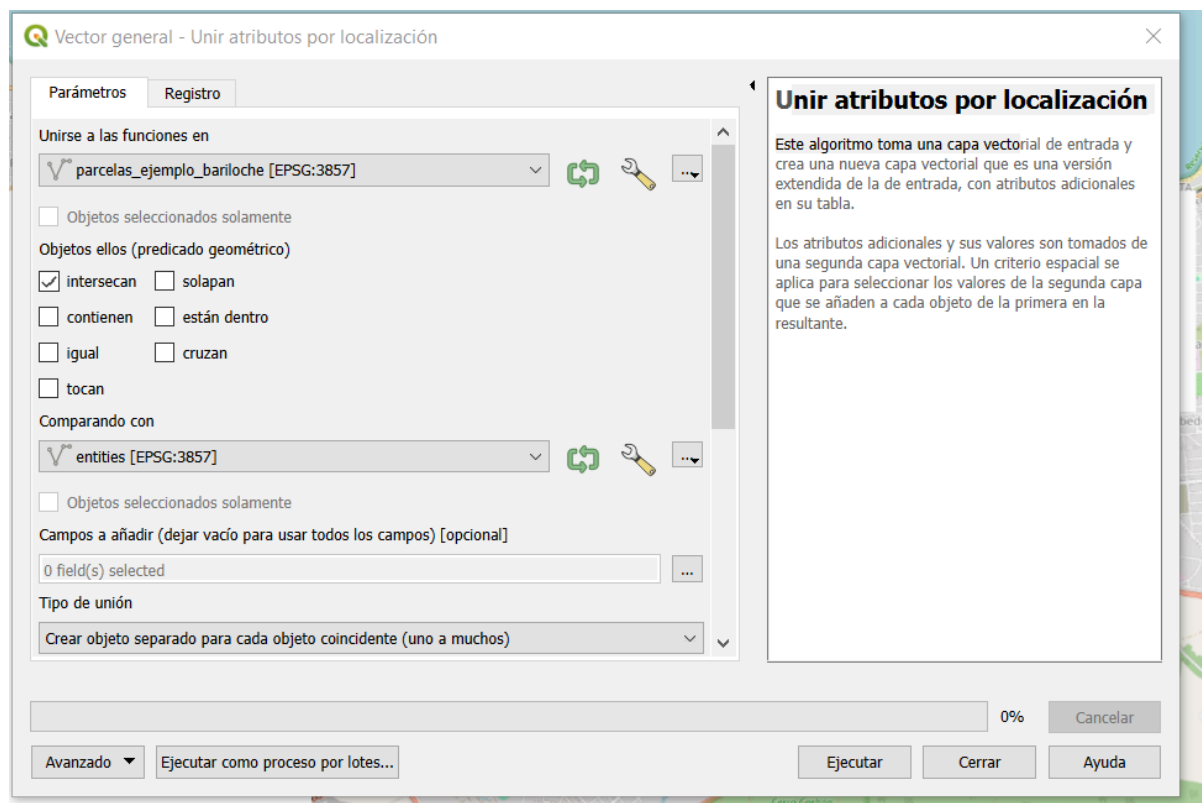 Vector general - Unir atributos por localización
Parámetros
Registro
Unirse a las funciones en
parcelas_ejemplo_bariloche [EPSG:3857]
...
Objetos seleccionados solamente
Objetos ellos (predicado geométrico)
intersecan
solapan
contienen
están dentro
igual
cruzan
tocan
Comparando con
entities [EPSG:3857]
...
Objetos seleccionados solamente
Campos a añadir (dejar vacío para usar todos los campos) [opcional]
0 field(s) selected
...
Tipo de unión
Crear objeto separado para cada objeto coincidente (uno a muchos)
Unir atributos por localización
Este algoritmo toma una capa vectorial de entrada y
crea una nueva capa vectorial que es una versión
extendida de la de entrada, con atributos adicionales
en su tabla.
Los atributos adicionales y sus valores son tomados de
una segunda capa vectorial. Un criterio espacial se
aplica para seleccionar los valores de la segunda capa
que se añaden a cada objeto de la primera en la
resultante.
0%
Cancelar
Avanzado
Ejecutar como proceso por lotes...
Ejecutar
Cerrar
Ayuda